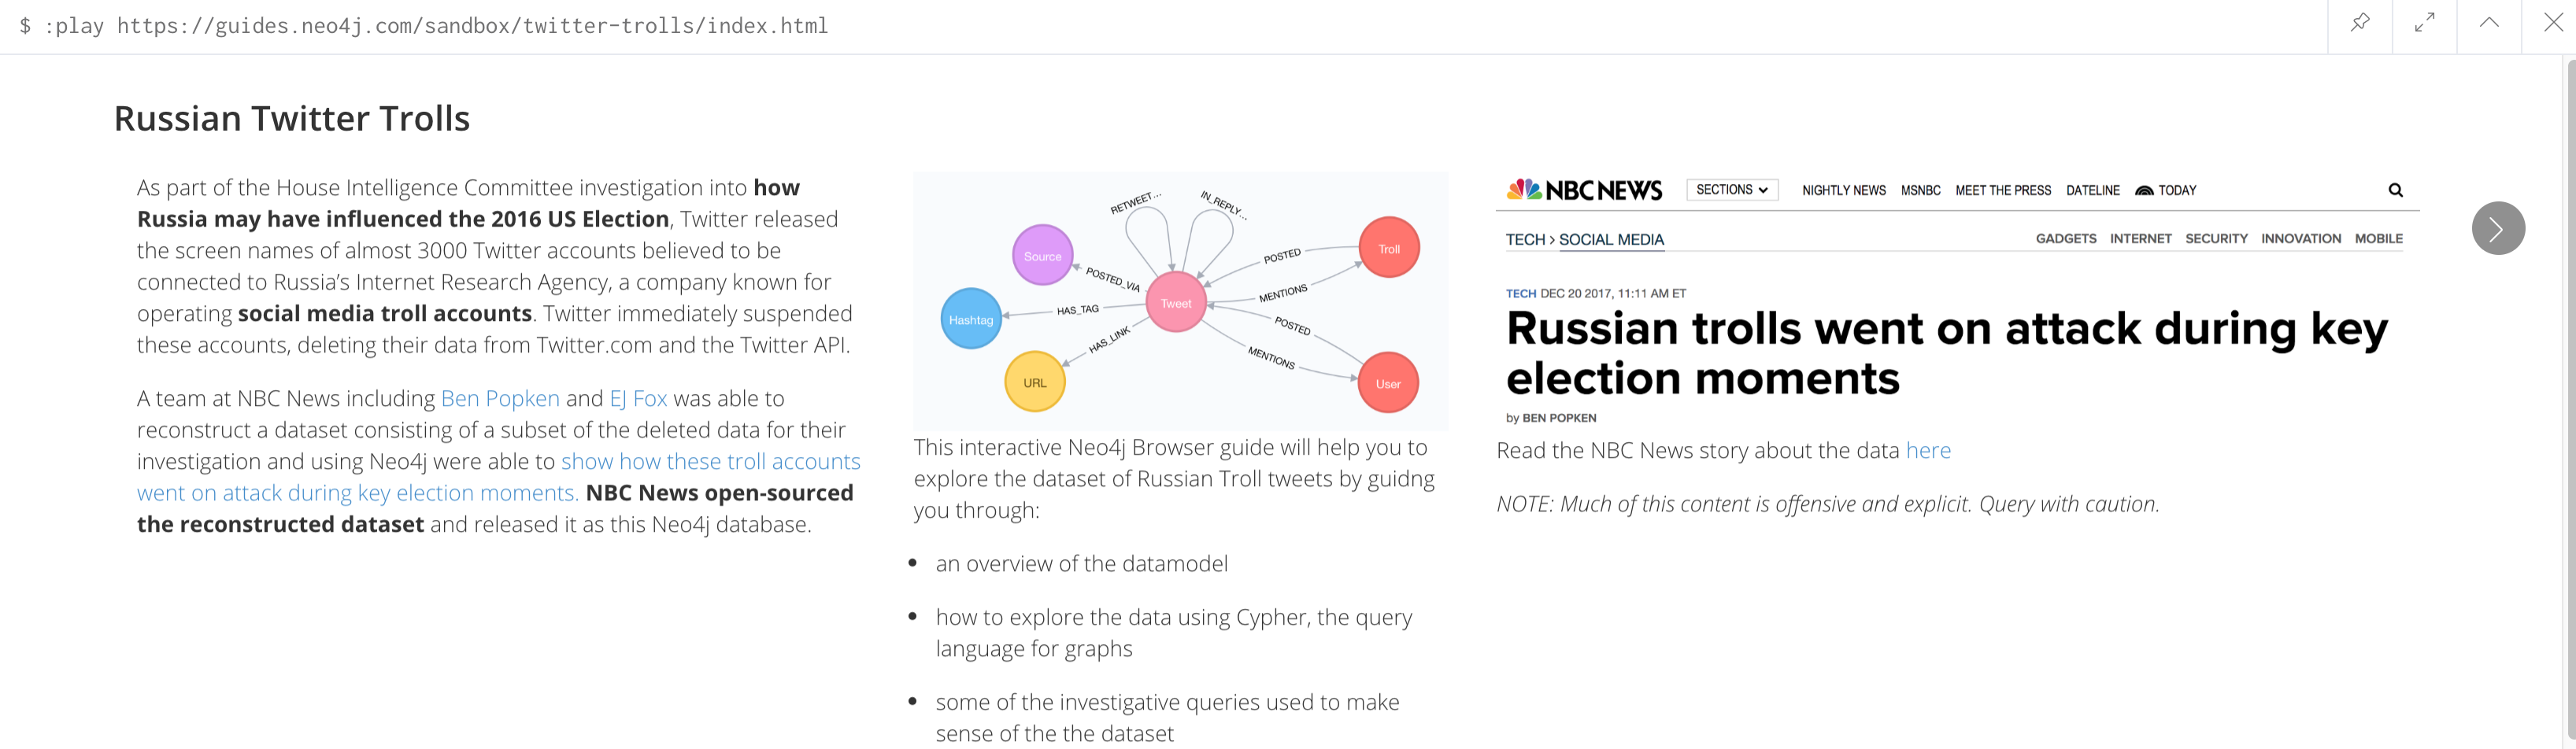 $ :play https://guides.neo4j.com/sandbox/twitter-trolls/index.html
Russian Twitter Trolls
As part of the House Intelligence Committee investigation into how
Russia may have influenced the 2016 US Election, Twitter released
the screen names of almost 3000 Twitter accounts believed to be
connected to Russia’s Internet Research Agency, a company known for
operating social media troll accounts. Twitter immediately suspended
these accounts, deleting their data from Twitter.com and the Twitter API.
A team at NBC News including Ben Popken and EJ Fox was able to
reconstruct a dataset consisting of a subset of the deleted data for their
investigation and using Neo4j were able to show how these troll accounts
went on attack during key election moments. NBC News open-sourced
the reconstructed dataset and released it as this Neo4j database.
RETWEET...
IN_REPLY...
Source
Troll
POSTED
POSTED_VIA
MENTIONS
Tweet
Hashtag
HAS_TAG
POSTED
HAS_LINK
MENTIONS
URL
User
This interactive Neo4j Browser guide will help you to
explore the dataset of Russian Troll tweets by guidng
you through:
• an overview of the datamodel
• how to explore the data using Cypher, the query
language for graphs
• some of the investigative queries used to make
sense of the the dataset
NBC NEWS SECTIONS NIGHTLY NEWS MSNBC MEET THE PRESS DATELINE TODAY
TECH > SOCIAL MEDIA GADGETS INTERNET SECURITY INNOVATION MOBILE
TECH DEC 20 2017, 11:11 AM ET
Russian trolls went on attack during key
election moments
by BEN POPKEN
Read the NBC News story about the data here
NOTE: Much of this content is offensive and explicit. Query with caution.